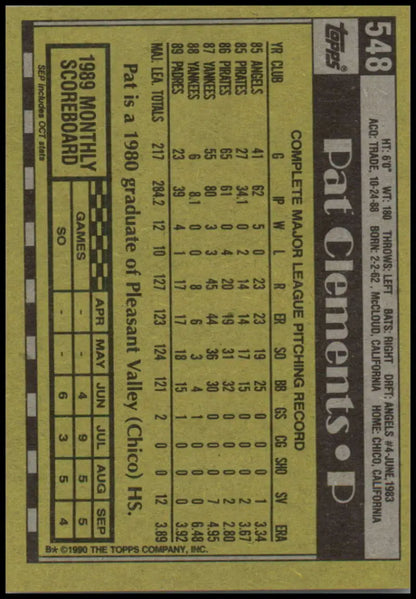 548
Topps
Pat Clements • P
HT: 6'0" WT: 180 THROWS: LEFT BATS: RIGHT DRFT: ANGELS #4-JUNE, 1983
ACQ: TRADE, 10-24-88 BORN: 2-2-62, McCLOUD, CALIFORNIA HOME: CHICO, CALIFORNIA
COMPLETE MAJOR LEAGUE PITCHING RECORD
YR CLUB G IP W L R ER SO BB GS CG SHO SV ERA
85 ANGELS 41 62 5 0 23 23 19 25 0 0 0 1 3.34
85 PIRATES 27 34.1 0 2 14 14 17 15 0 0 0 2 3.67
86 PIRATES 65 61 0 4 20 19 31 32 0 0 0 2 2.80
87 YANKEES 55 80 3 3 45 44 36 30 0 0 0 7 4.95
88 YANKEES 6 8.1 0 0 8 6 3 4 1 0 0 0 6.48
89 PADRES 23 39 4 1 17 17 18 15 1 0 0 0 3.92
MAJ. LEA. TOTALS 217 284.2 12 10 127 123 124 121 2 0 0 12 3.89
Pat is a 1980 graduate of Pleasant Valley (Chico) HS.
1989 MONTHLY SCOREBOARD
APR MAY JUN JUL AUG SEP
GAMES - - 4 9 5 5
SO - - 6 3 5 4
SEP includes OCT stats
B* ©1990 THE TOPPS COMPANY, INC.